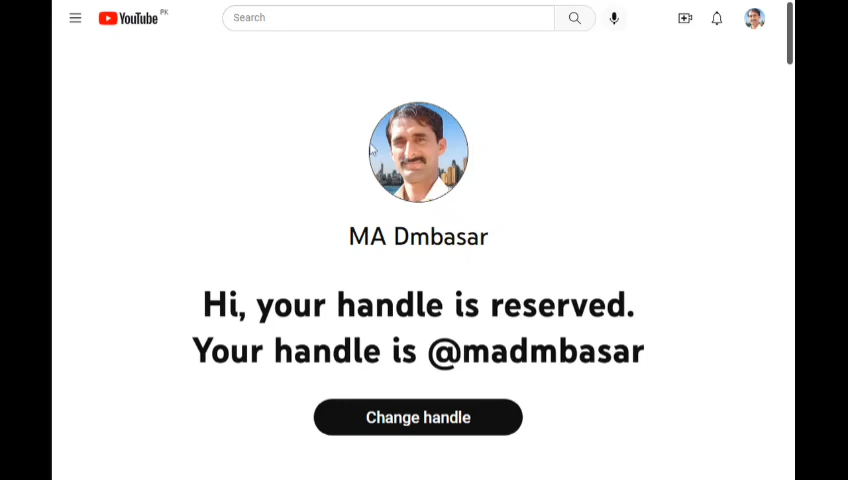 YouTube PK
Search
MA Dmbasar
Hi, your handle is reserved.
Your handle is @madmbasar
Change handle